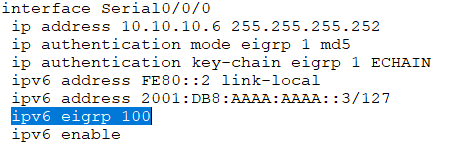 interface Serial0/0/0
ip address 10.10.10.6 255.255.255.252
ip authentication mode eigrp 1 md5
ip authentication key-chain eigrp 1 ECHAIN
ipv6 address FE80::2 link-local
ipv6 address 2001:DB8:AAAA:AAAA::3/127
ipv6 eigrp 100
ipv6 enable